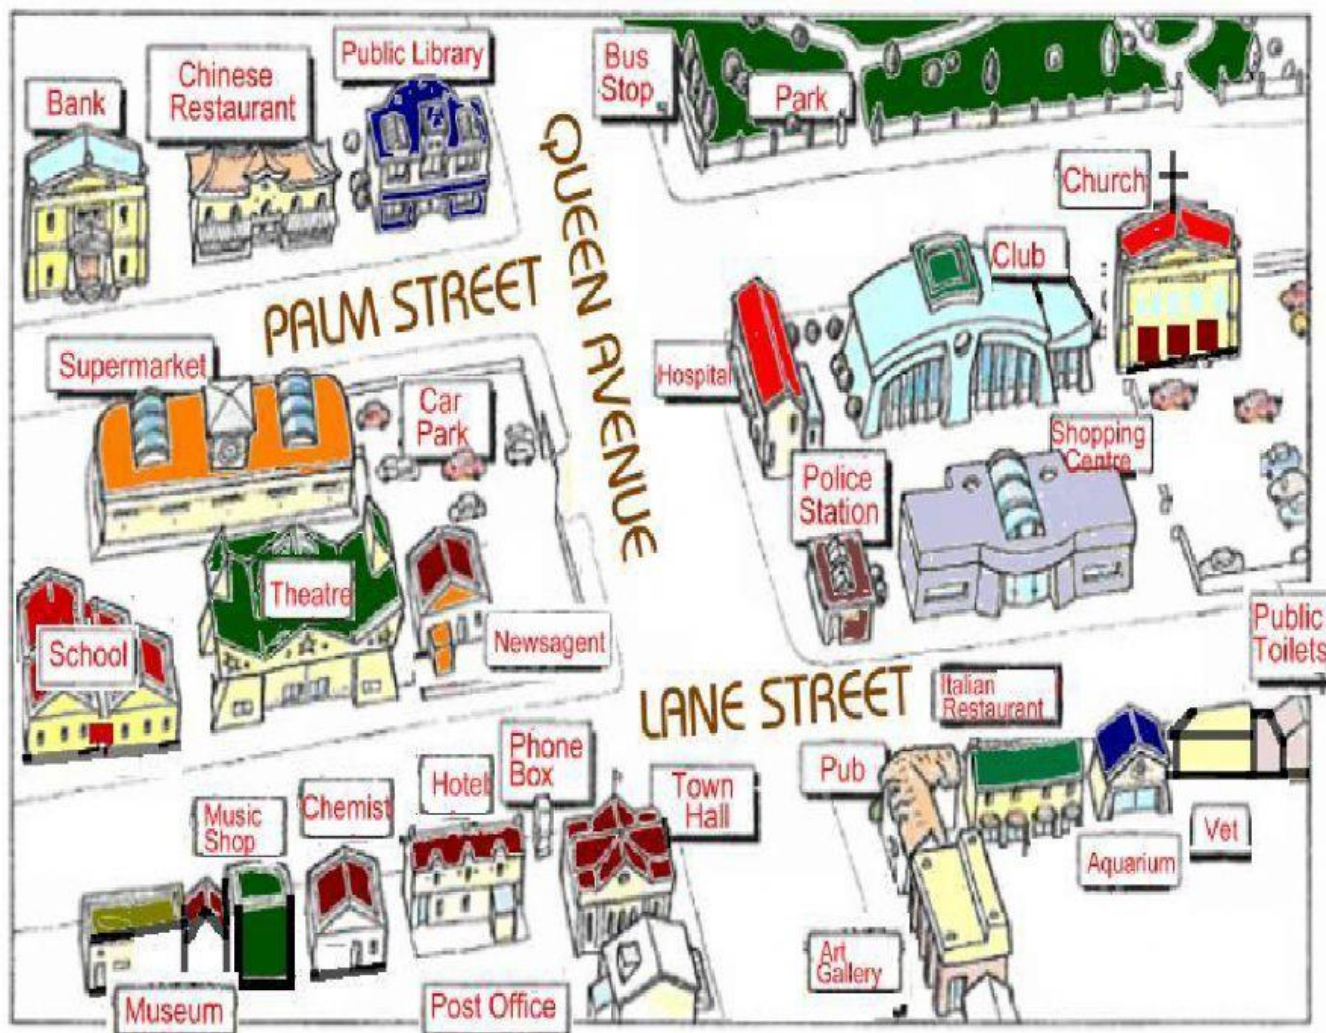 Bank
Chinese
Restaurant
Public Library
Bus
Stop
Park
QUEEN AVENUE
Church
Club
PALM STREET
Supermarket
Car
Park
Hospital
Shopping
Centre
Police
Station
Theatre
School
Newsagent
Public
Toilets
LANE STREET
Italian
Restaurant
Phone
Box
Pub
Hotel
Town
Hall
Chemist
Music
Shop
Vet
Aquarium
Art
Gallery
Museum
Post Office